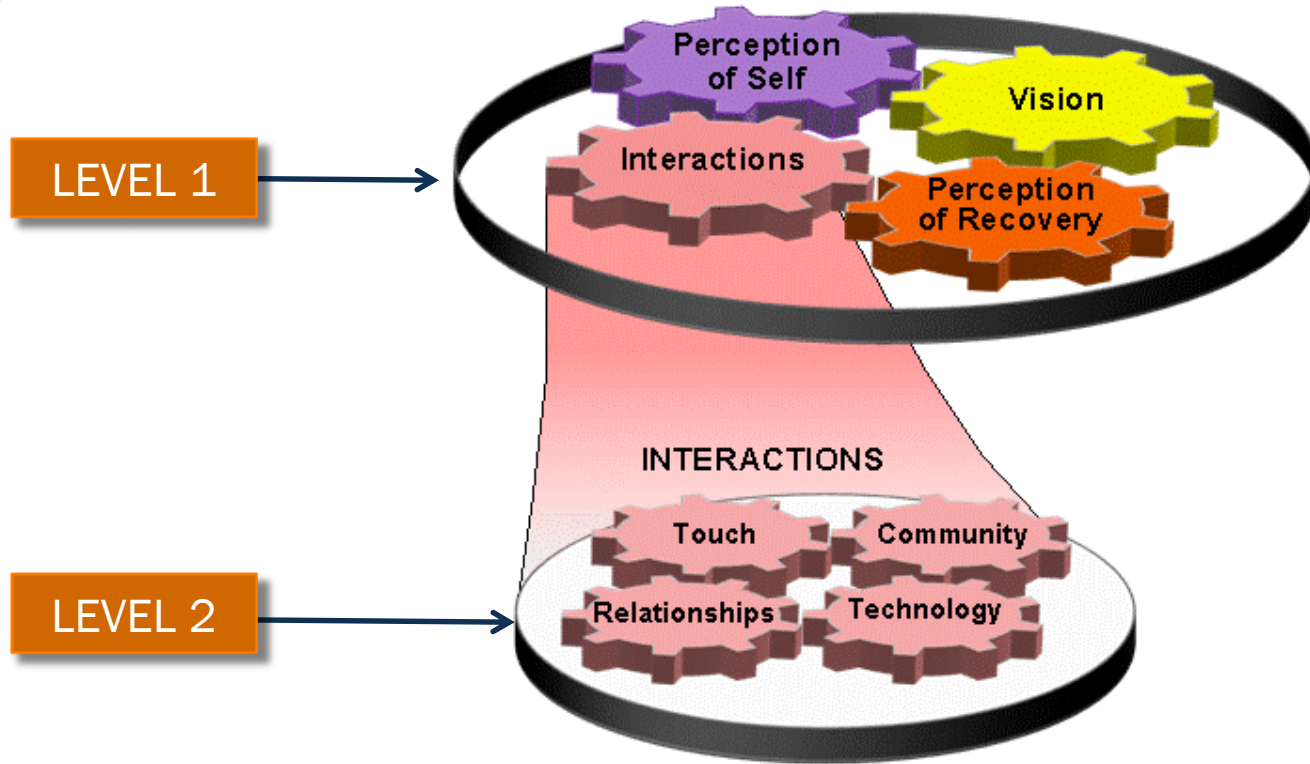 Perception
of Self
Vision
LEVEL 1
Interactions
Perception
of Recovery
INTERACTIONS
Touch
Community
LEVEL 2
Relationships
Technology